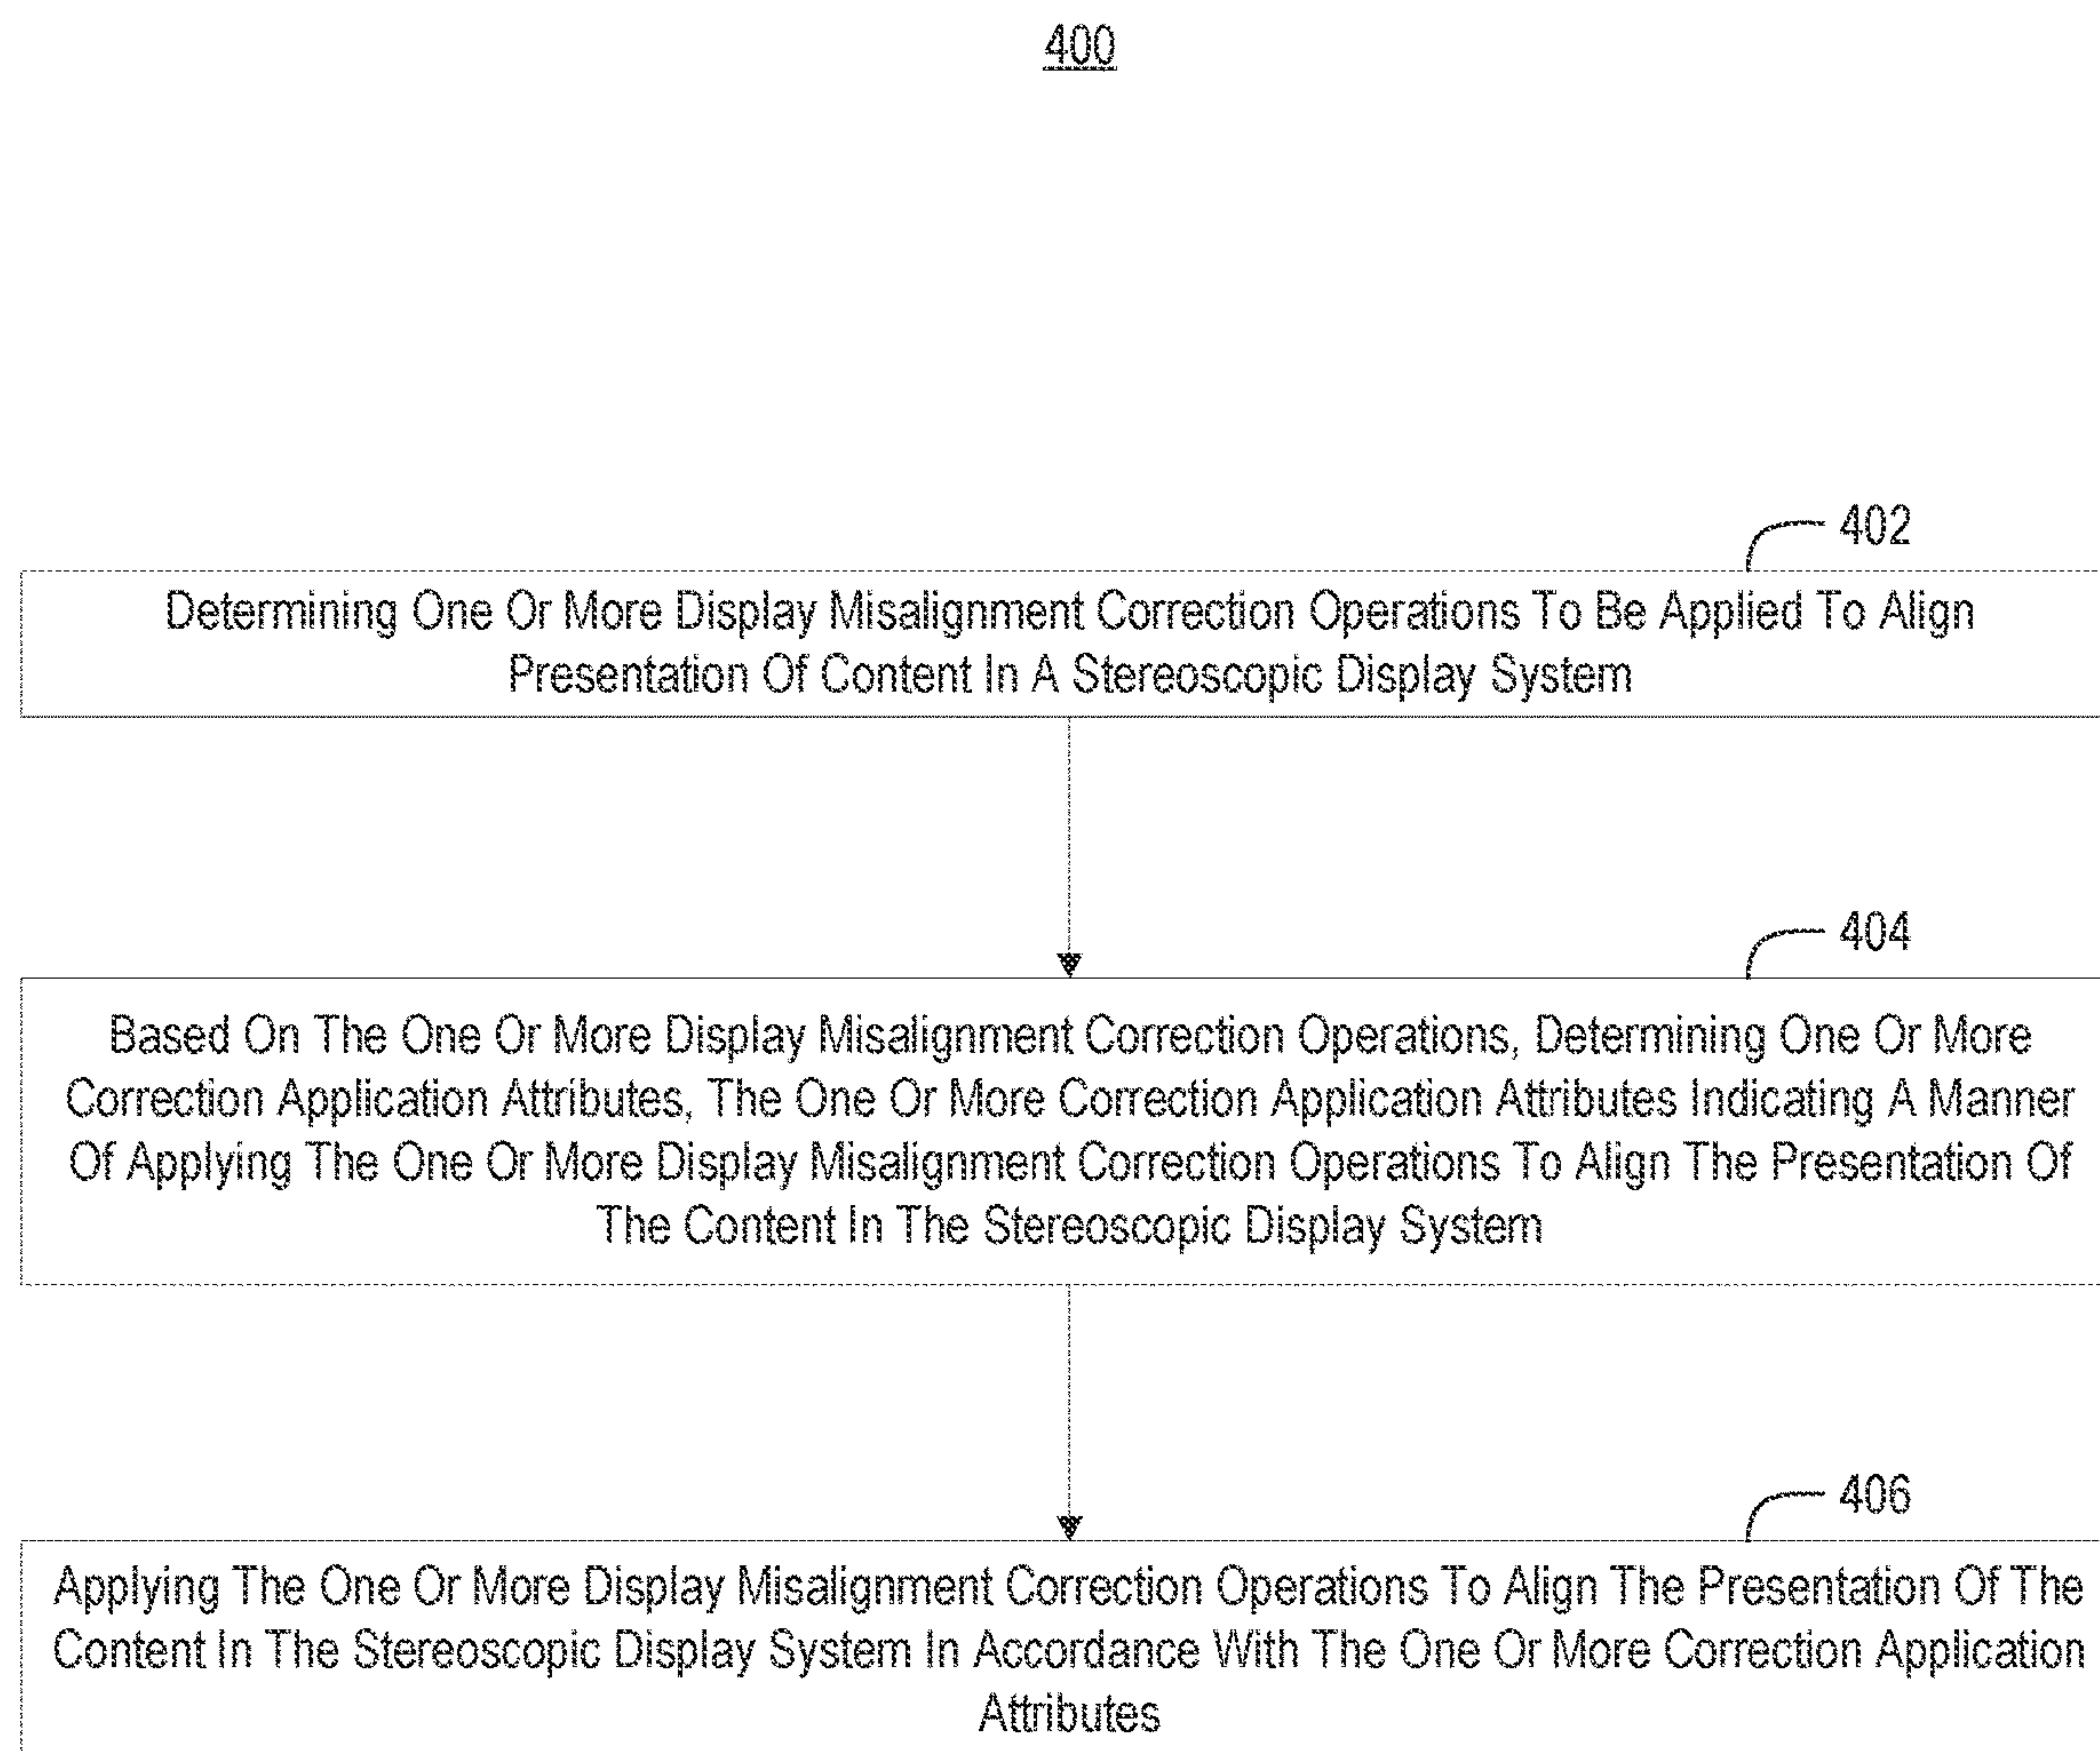 400
402
Determining One Or More Display Misalignment Correction Operations To Be Applied To Align
Presentation Of Content In A Stereoscopic Display System
404
Based On The One Or More Display Misalignment Correction Operations, Determining One Or More
Correction Application Attributes, The One Or More Correction Application Attributes Indicating A Manner
Of Applying The One Or More Display Misalignment Correction Operations To Align The Presentation Of
The Content In The Stereoscopic Display System
406
Applying The One Or More Display Misalignment Correction Operations To Align The Presentation Of The
Content In The Stereoscopic Display System In Accordance With The One Or More Correction Application
Attributes